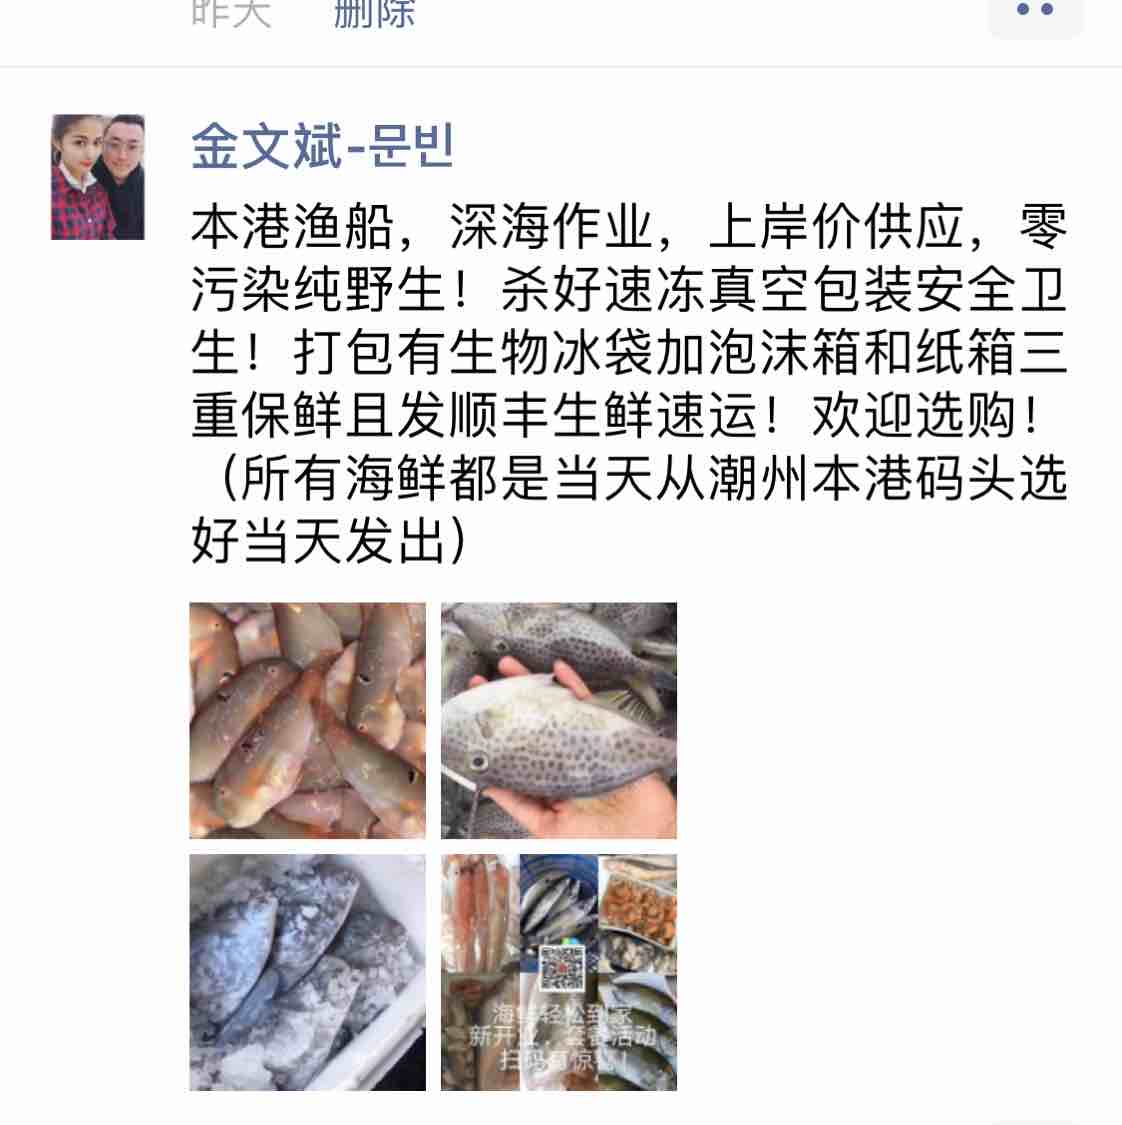 昨天 删除
金文斌-문빈
本港渔船，深海作业，上岸价供应，零
污染纯野生！杀好速冻真空包装安全卫
生！打包有生物冰袋加泡沫箱和纸箱三
重保鲜且发顺丰生鲜速运！欢迎选购！
（所有海鲜都是当天从潮州本港码头选
好当天发出）
海鲜轻松到家
新开业，套餐活动
扫码有惊喜！